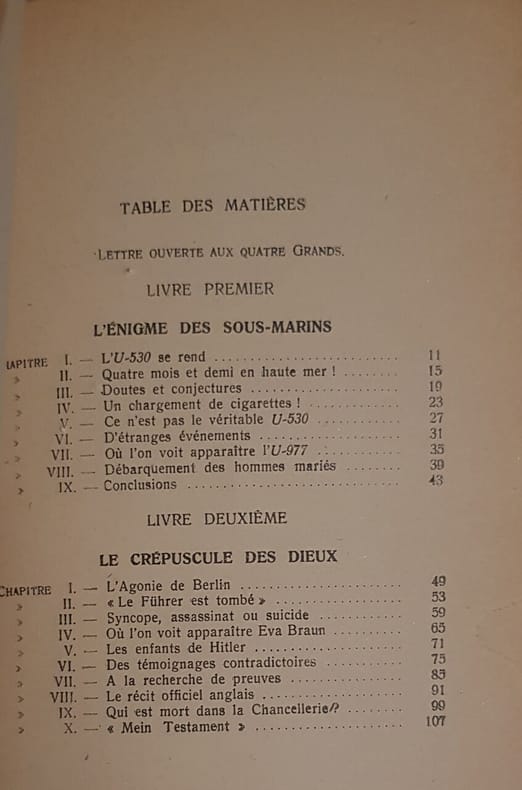 TABLE DES MATIÈRES
LETTRE OUVERTE AUX QUATRE GRANDS.
LIVRE PREMIER
L'ÉNIGME DES SOUS-MARINS
APITRE I. — L'U-530 se rend .......................... 11
» II. — Quatre mois et demi en haute mer ! ........ 15
» III. — Doutes et conjectures ..................... 19
» IV. — Un chargement de cigarettes ! ............. 23
» V. — Ce n'est pas le véritable U-530 ............ 27
» VI. — D'étranges événements .................... 31
» VII. — Où l'on voit apparaître l'U-977 ............ 35
» VIII. — Débarquement des hommes mariés ........ 39
» IX. — Conclusions .............................. 43
LIVRE DEUXIÈME
LE CRÉPUSCULE DES DIEUX
CHAPITRE I. — L'Agonie de Berlin ....................... 49
» II. — « Le Führer est tombé » .................. 53
» III. — Syncope, assassinat ou suicide ............ 59
» IV. — Où l'on voit apparaître Eva Braun .......... 65
» V. — Les enfants de Hitler ...................... 71
» VI. — Des témoignages contradictoires ........... 75
» VII. — A la recherche de preuves ................ 85
» VIII. — Le récit officiel anglais .................... 91
» IX. — Qui est mort dans la Chancellerie ? ......... 99
» X. — « Mein Testament » ..................... 107